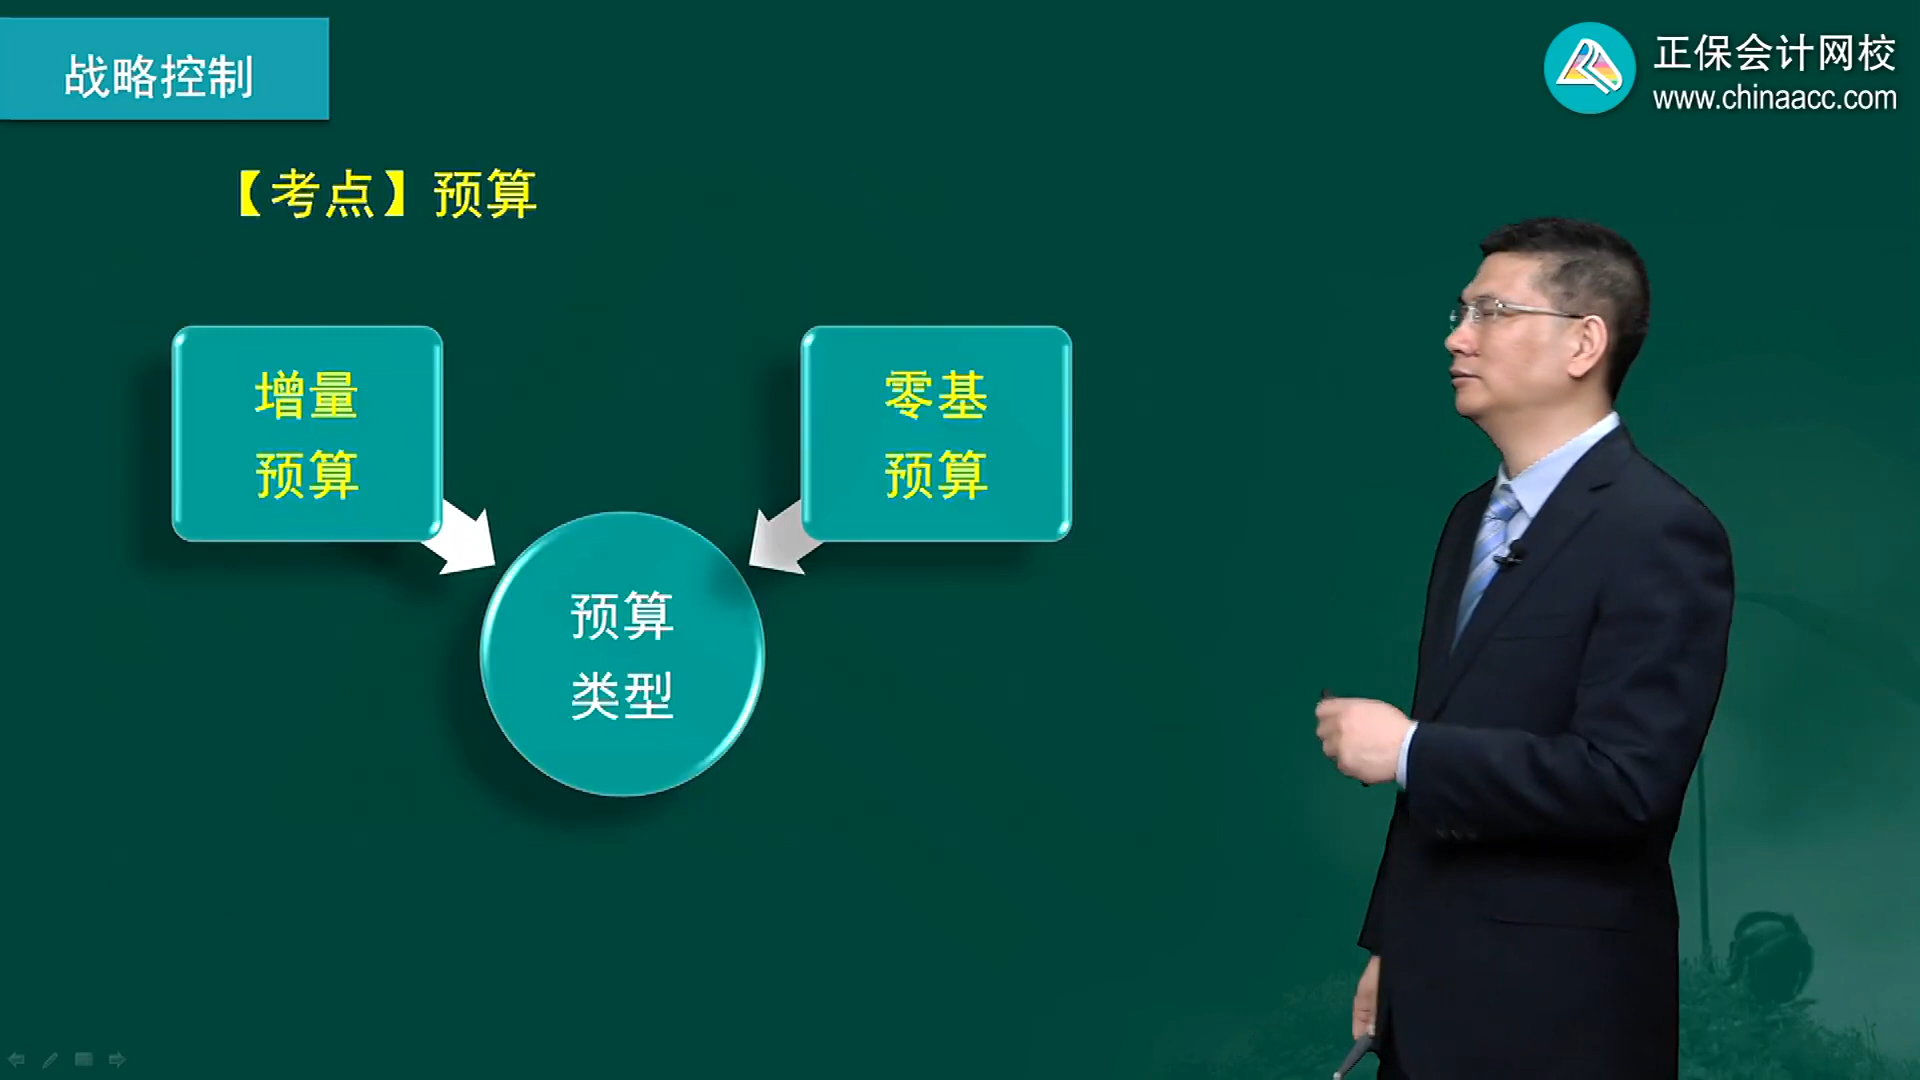 战略控制
正保会计网校
www.chinaacc.com
【考点】预算
增量
预算
零基
预算
预算
类型